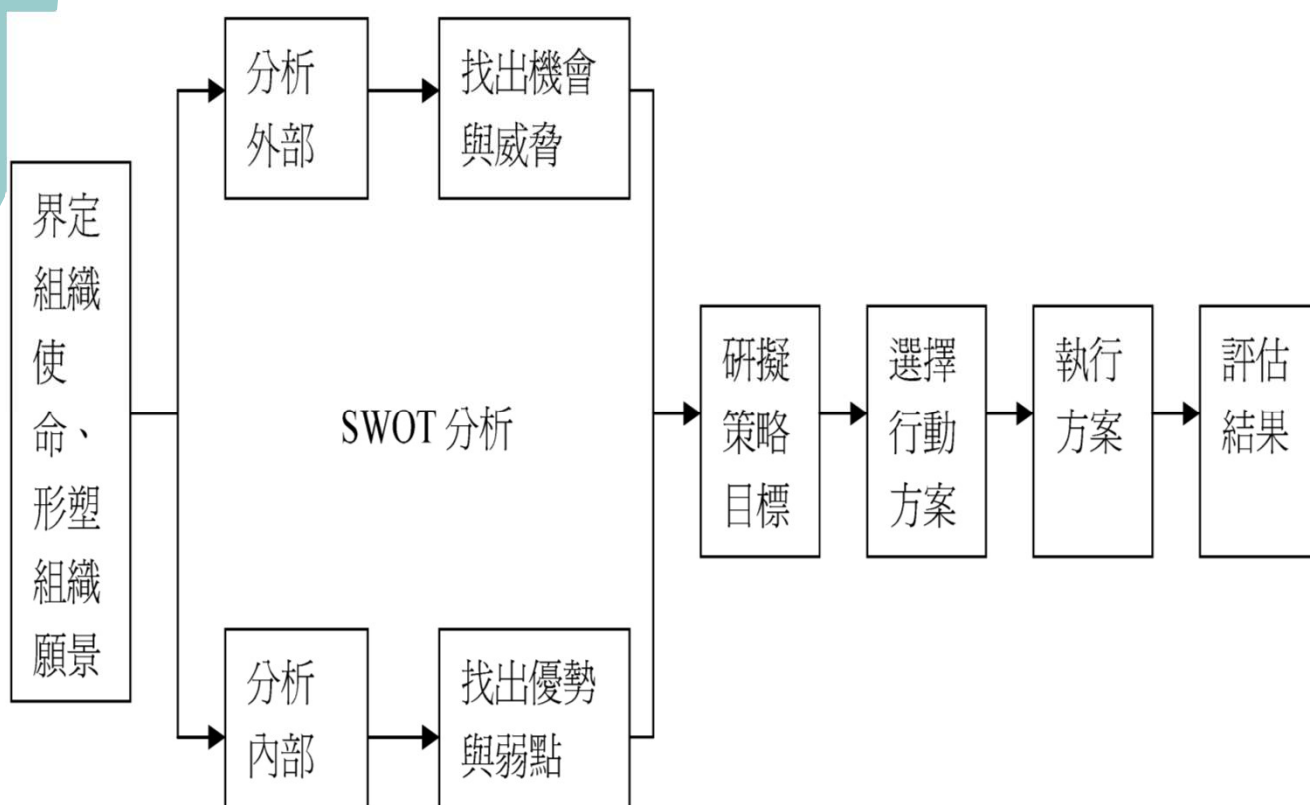 界定
組織
使
命、
形塑
組織
願景
分析
外部
找出機會
與威脅
SWOT 分析
分析
內部
找出優勢
與弱點
研擬
策略
目標
選擇
行動
方案
執行
方案
評估
結果